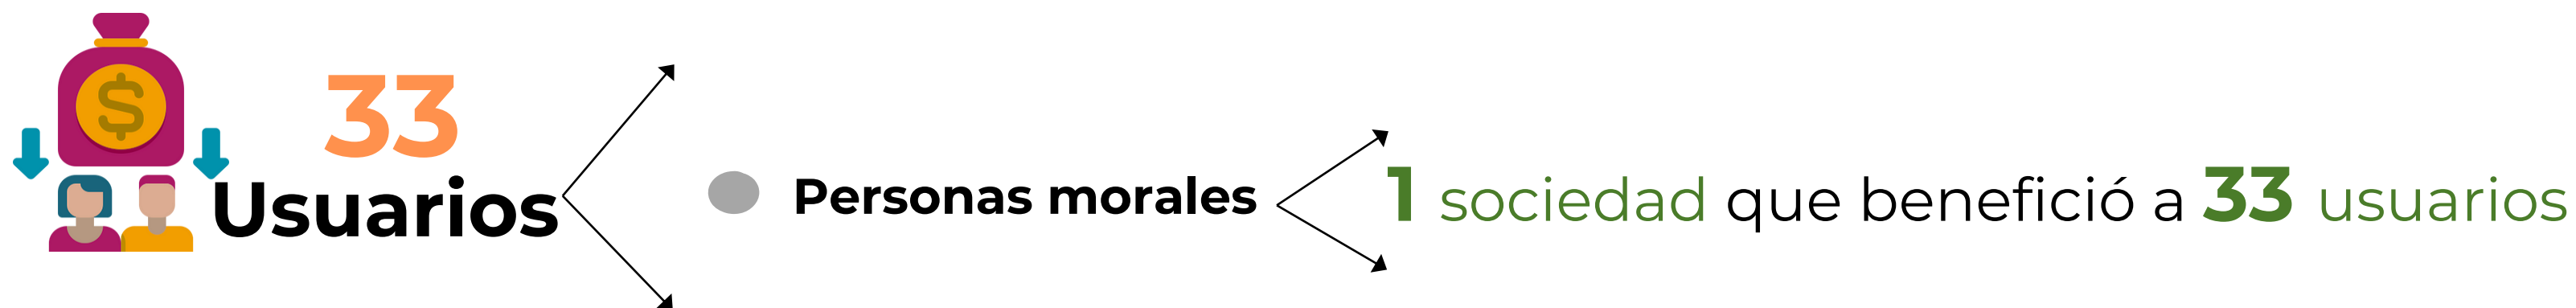 33
Usuarios
Personas morales
1 sociedad que benefició a 33 usuarios